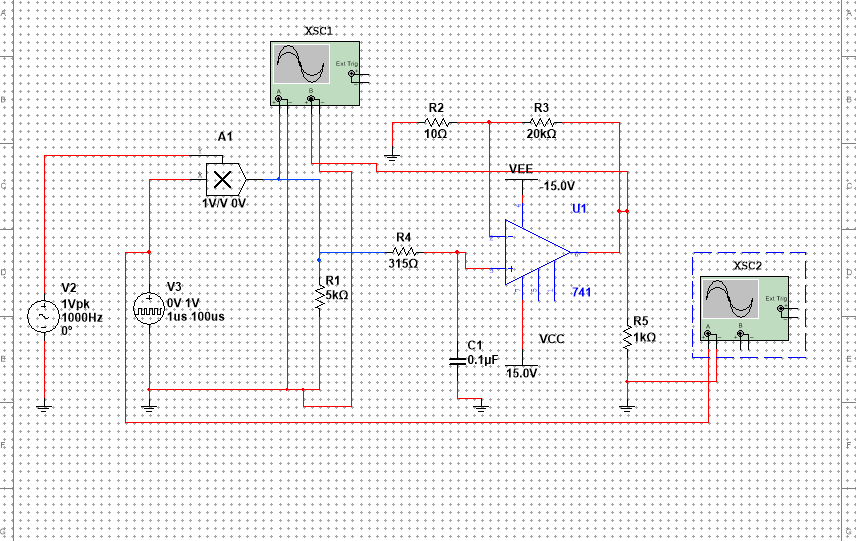 XSC1
Ext Trig
A
B
A1
Y
X
1V/V 0V
R2
10Ω
R3
20kΩ
VEE
-15.0V
U1
741
VCC
15.0V
R4
315Ω
R1
5kΩ
C1
0.1µF
R5
1kΩ
V2
1Vpk
1000Hz
0°
V3
0V 1V
1us 100us
XSC2
Ext Trig
A
B
A
B
C
D
E
F
G
A
B
C
D
E
F
G